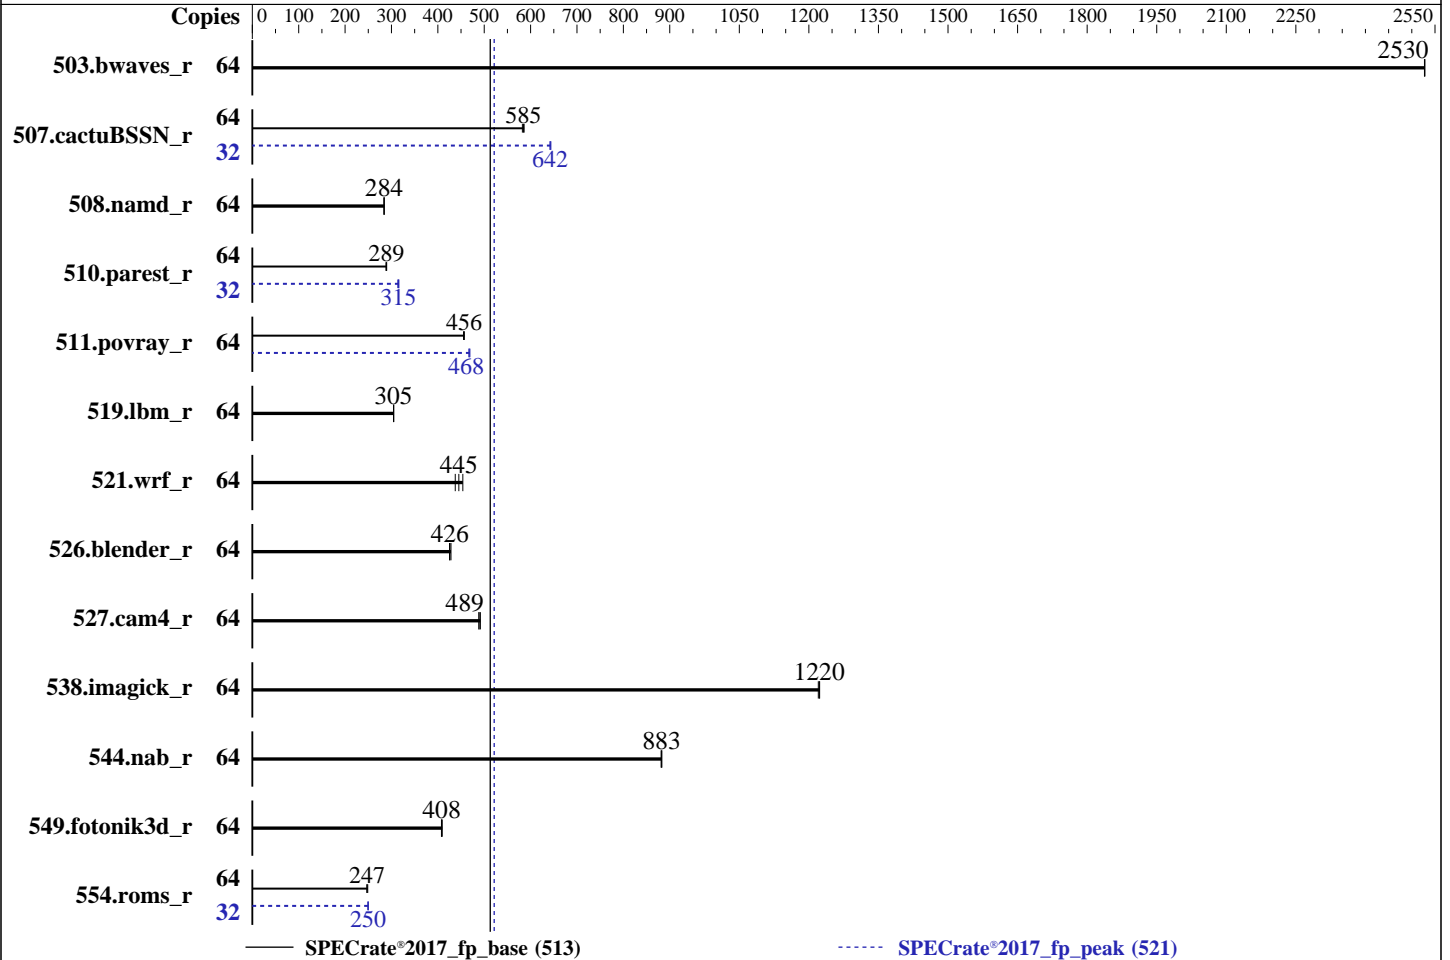 Copies 0 100 200 300 400 500 600 700 800 900 1050 1200 1350 1500 1650 1800 1950 2100 2250 2550
503.bwaves_r 64 2530
507.cactuBSSN_r 64 585
32 642
508.namd_r 64 284
510.parest_r 64 289
32 315
511.povray_r 64 456
468
519.lbm_r 64 305
521.wrf_r 64 445
526.blender_r 64 426
527.cam4_r 64 489
538.imagick_r 64 1220
544.nab_r 64 883
549.fotonik3d_r 64 408
554.roms_r 64 247
32 250
SPECrate®2017_fp_base (513) SPECrate®2017_fp_peak (521)